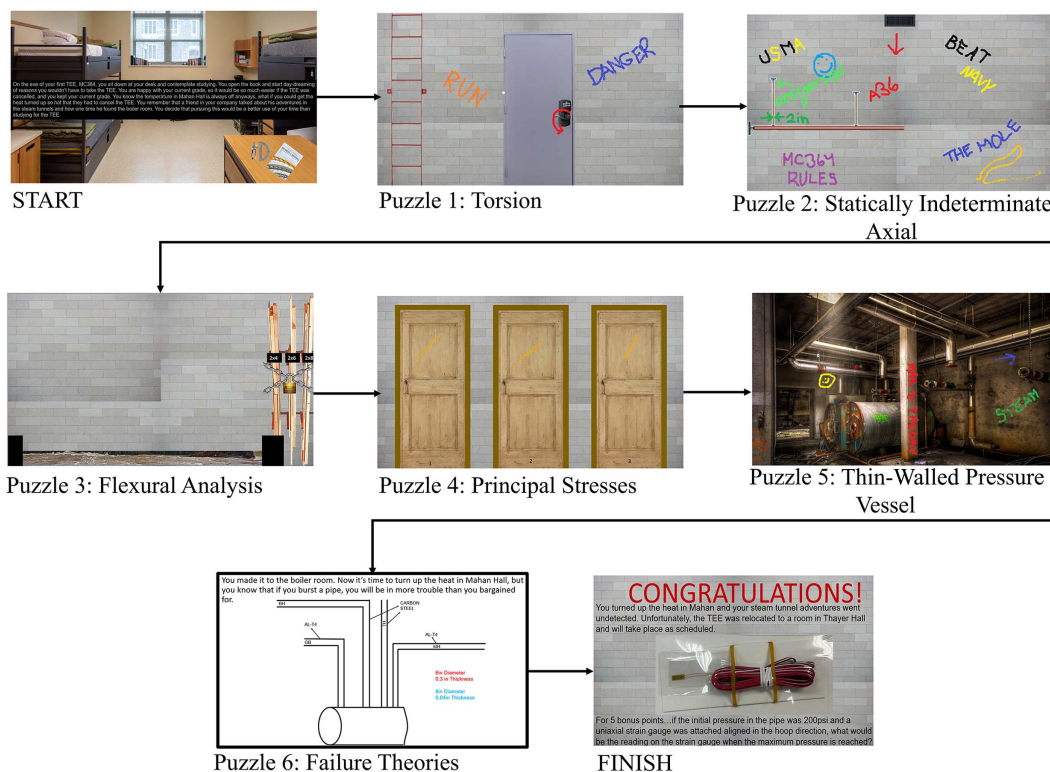 On the eve of your first TEE, MC364, you sit down at your desk and contemplate studying. You open the book and start day-dreaming
of reasons you wouldn't have to take the TEE. You are happy with your current grade, so it would be so much easier if the TEE was
cancelled, and you kept your current grade. You know the temperature in Mahan Hall is always off anyways, what if you could get the
heat turned up so hot that they had to cancel the TEE. You remember that a friend in your company talked about his adventures in
the steam tunnels and how one time he found the boiler room. You decide that pursuing this would be a better use of your time than
studying for the TEE.
START
RUN
DANGER
Puzzle 1: Torsion
USMA
BEAT
NAVY
A36
2in
MC364
RULES
THE MOLE
Puzzle 2: Statically Indeterminate
Axial
2x4
2x6
2x8
Puzzle 3: Flexural Analysis
1
2
3
Puzzle 4: Principal Stresses
STEAM
Puzzle 5: Thin-Walled Pressure
Vessel
You made it to the boiler room. Now it's time to turn up the heat in Mahan Hall, but
you know that if you burst a pipe, you will be in more trouble than you bargained
for.
BH
CARBON
STEEL
TH
AL-T4
GB
AL-T4
MH
6in Diameter
0.3 in Thickness
8in Diameter
0.04in Thickness
Puzzle 6: Failure Theories
CONGRATULATIONS!
You turned up the heat in Mahan and your steam tunnel adventures went
undetected. Unfortunately, the TEE was relocated to a room in Thayer Hall
and will take place as scheduled.
For 5 bonus points...if the initial pressure in the pipe was 200psi and a
uniaxial strain gauge was attached aligned in the hoop direction, what would
be the reading on the strain gauge when the maximum pressure is reached?
FINISH